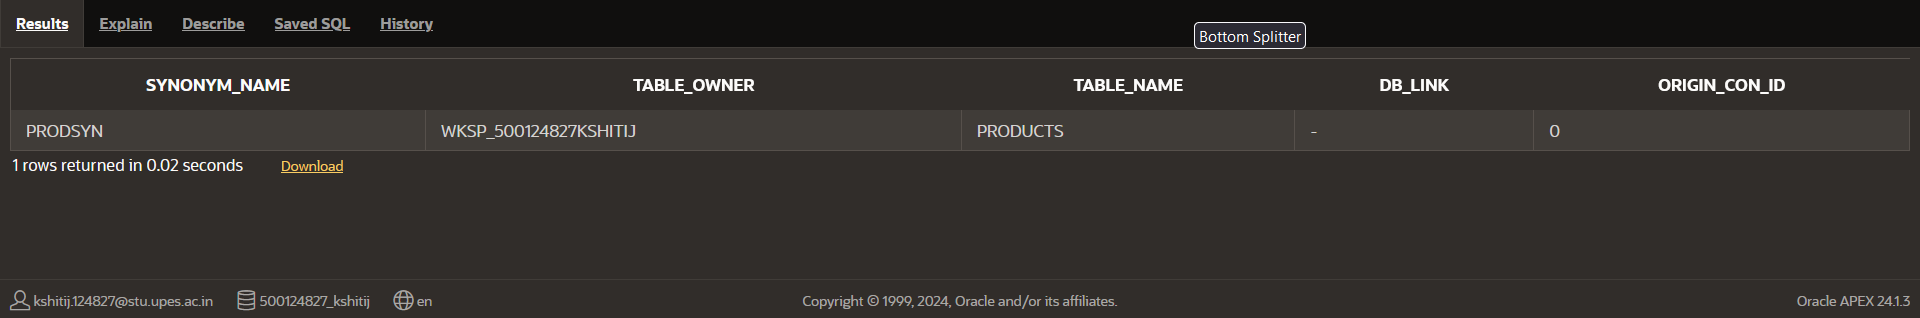 Results Explain Describe Saved SQL History
Bottom Splitter
SYNONYM_NAME TABLE_OWNER TABLE_NAME DB_LINK ORIGIN_CON_ID
PRODSYN WKSP_500124827KSHITIJ PRODUCTS - 0
1 rows returned in 0.02 seconds Download
kshitij.124827@stu.upes.ac.in 500124827_kshitij en Copyright © 1999, 2024, Oracle and/or its affiliates. Oracle APEX 24.1.3